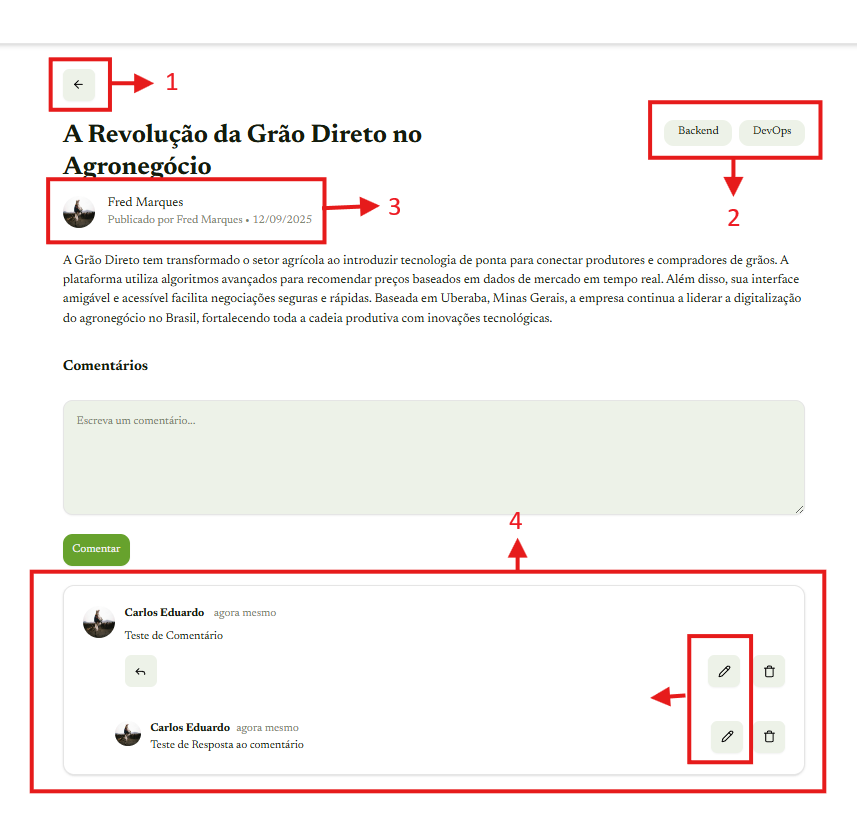 1
A Revolução da Grão Direto no
Agronegócio
Backend DevOps
2
Fred Marques
Publicado por Fred Marques • 12/09/2025
3
A Grão Direto tem transformado o setor agrícola ao introduzir tecnologia de ponta para conectar produtores e compradores de grãos. A
plataforma utiliza algoritmos avançados para recomendar preços baseados em dados de mercado em tempo real. Além disso, sua interface
amigável e acessível facilita negociações seguras e rápidas. Baseada em Uberaba, Minas Gerais, a empresa continua a liderar a digitalização
do agronegócio no Brasil, fortalecendo toda a cadeia produtiva com inovações tecnológicas.
Comentários
Escreva um comentário...
4
Comentar
Carlos Eduardo agora mesmo
Teste de Comentário
Carlos Eduardo agora mesmo
Teste de Resposta ao comentário